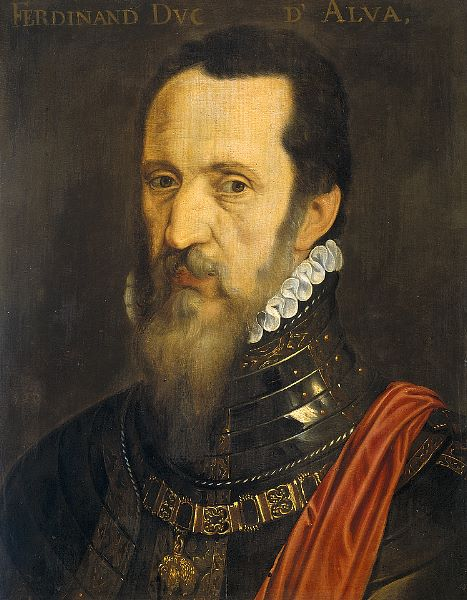 FERDINAND DVC D' ALVA,